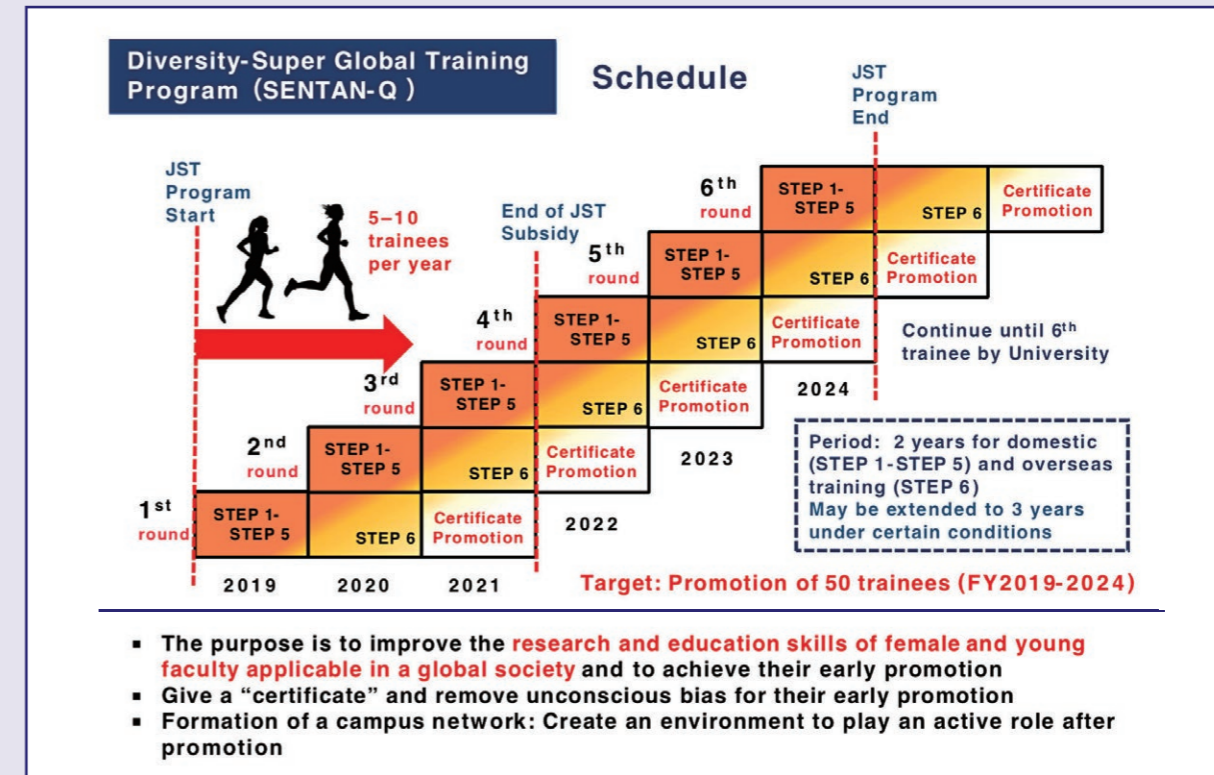 Diversity-Super Global Training
Program (SENTAN-Q )
Schedule
JST
Program
End
JST
Program
Start
5–10
trainees
per year
End of JST
Subsidy
6th
round
STEP 1-
STEP 5
STEP 6
Certificate
Promotion
5th
round
STEP 1-
STEP 5
STEP 6
Certificate
Promotion
4th
round
STEP 1-
STEP 5
STEP 6
Certificate
Promotion
Continue until 6th
trainee by University
3rd
round
STEP 1-
STEP 5
STEP 6
Certificate
Promotion
2024
2nd
round
STEP 1-
STEP 5
STEP 6
Certificate
Promotion
2023
1st
round
STEP 1-
STEP 5
STEP 6
Certificate
Promotion
2022
Period: 2 years for domestic
(STEP 1-STEP 5) and overseas
training (STEP 6)
May be extended to 3 years
under certain conditions
2019
2020
2021
Target: Promotion of 50 trainees (FY2019-2024)
▪ The purpose is to improve the research and education skills of female and young
faculty applicable in a global society and to achieve their early promotion
▪ Give a “certificate” and remove unconscious bias for their early promotion
▪ Formation of a campus network: Create an environment to play an active role after
promotion